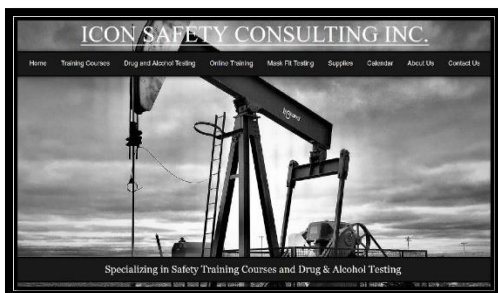 ICON SAFETY CONSULTING INC.
Home Training Courses Drug and Alcohol Testing Online Training Mask Fit Testing Supplies Calendar About Us Contact Us
Specializing in Safety Training Courses and Drug & Alcohol Testing